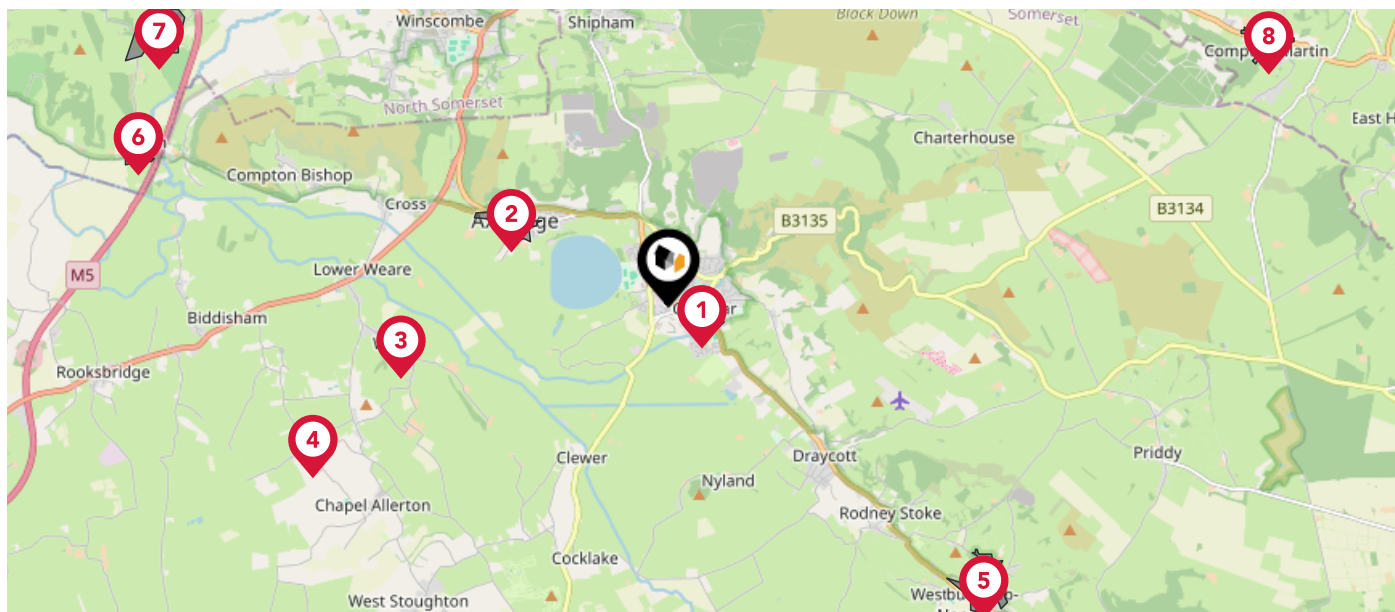 Winscombe
Shipham
Black Down
Somerset
7
8
North Somerset
Charterhouse
6
Compton Bishop
Cross
2
B3135
B3134
M5
Lower Weare
1
Biddisham
3
Rooksbridge
4
Clewer
Draycott
Priddy
Nyland
Chapel Allerton
Rodney Stoke
Cocklake
5
West Stoughton